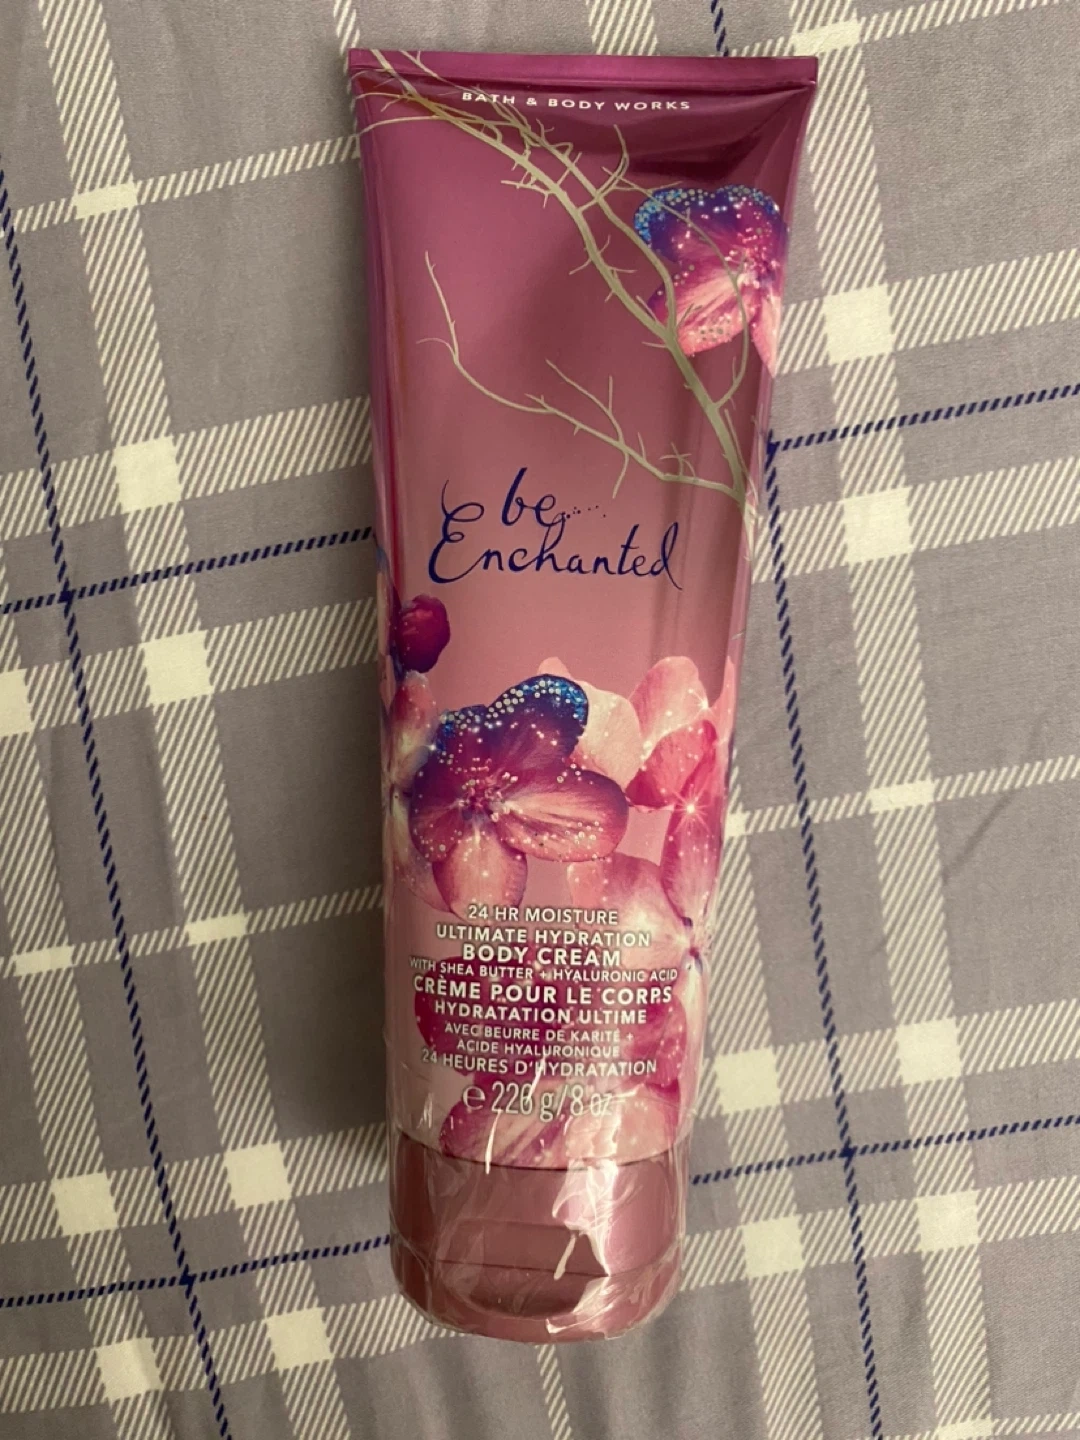 BATH & BODY WORKS
be
Enchanted
24 HR MOISTURE
ULTIMATE HYDRATION
BODY CREAM
WITH SHEA BUTTER + HYALURONIC ACID
CRÈME POUR LE CORPS
HYDRATATION ULTIME
AVEC BEURRE DE KARITÉ +
ACIDE HYALURONIQUE
24 HEURES D'HYDRATATION
e 226 g/8 oz